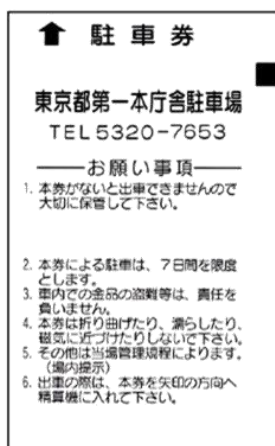 駐車券
東京都第一本庁舎駐車場
TEL5320-7653
お願い事項
1. 本券がないと出車できませんので
大切に保管して下さい。
2. 本券による駐車は、7日間を限度
とします。
3. 車内での金品の盗難等は、責任を
負いません。
4. 本券は折り曲げたり、濡らしたり、
磁気に近づけたりしないで下さい。
5. その他は当場管理規程によります。
(場内提示)
6. 出車の際は、本券を矢印の方向へ
精算機に入れて下さい。